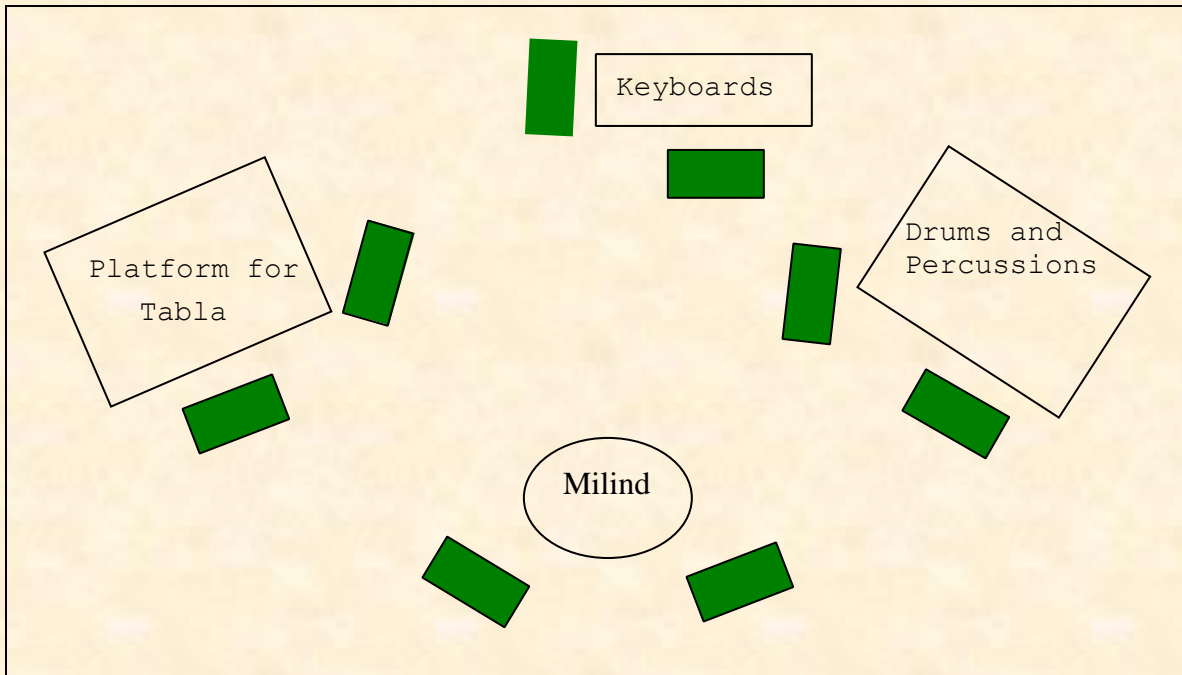 Keyboards
Platform for
Tabla
Drums and
Percussions
Milind